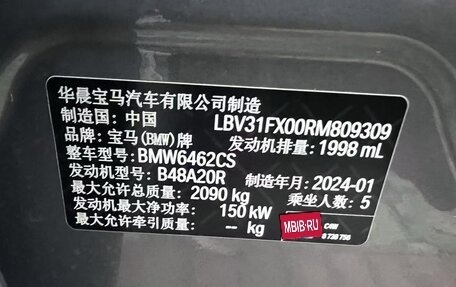 华晨宝马汽车有限公司制造
制造国：中国 LBV31FX00RM809309
品牌：宝马(BMW)牌 发动机排量：1998 mL
整车型号：BMW6462CS
发动机型号：B48A20R 制造年月：2024-01
最大允许总质量：2090 kg 乘坐人数：5
发动机最大净功率：150 kW
最大允许牵引质量： -- kg
MBIB.RU
C4W
8 738 756